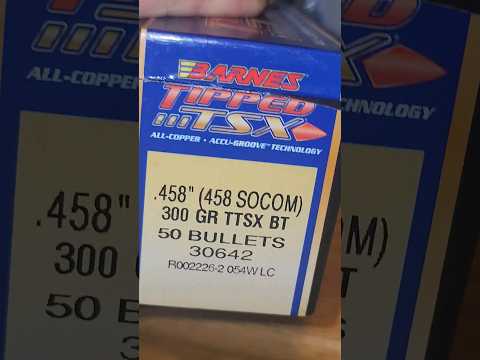 BARNES
TIPPED
TSX
ALL-COPPER • ACCU-GROOVE™ TECHNOLOGY
.458" (458 SOCOM)
300 GR TTSX BT
50 BULLETS
30642
R002226-2 054W LC